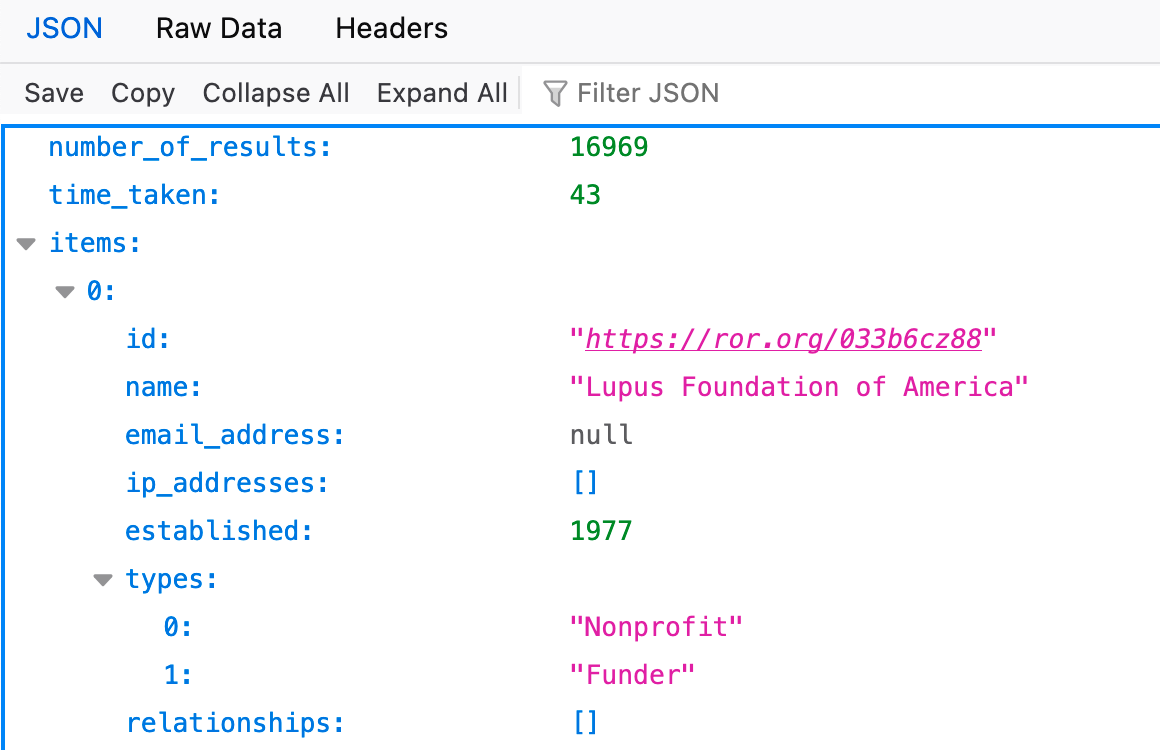 JSON Raw Data Headers
Save Copy Collapse All Expand All Filter JSON
number_of_results: 16969
time_taken: 43
items:
0:
id: "https://ror.org/033b6cz88"
name: "Lupus Foundation of America"
email_address: null
ip_addresses: []
established: 1977
types:
0: "Nonprofit"
1: "Funder"
relationships: []